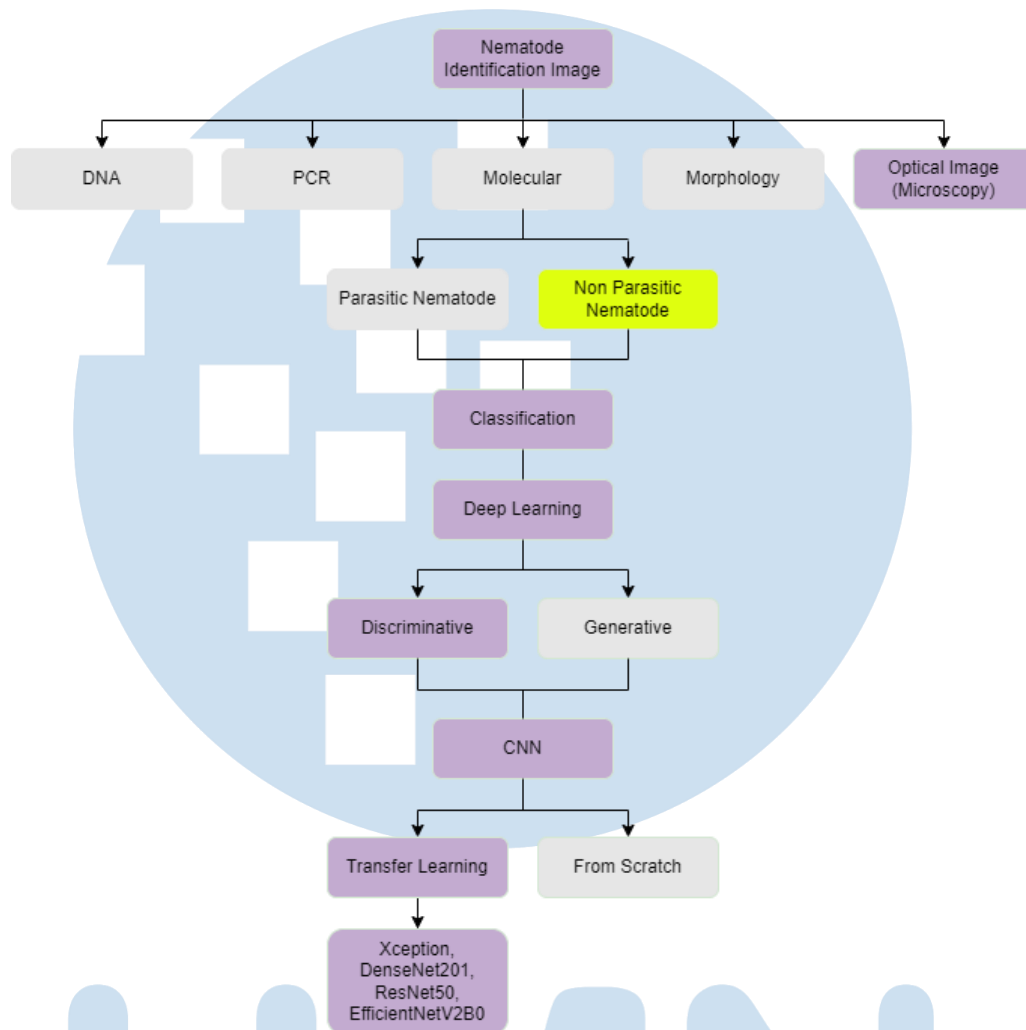 Nematode
Identification Image
DNA
PCR
Molecular
Morphology
Optical Image
(Microscopy)
Parasitic Nematode
Non Parasitic
Nematode
Classification
Deep Learning
Discriminative
Generative
CNN
Transfer Learning
From Scratch
Xception,
DenseNet201,
ResNet50,
EfficientNetV2B0